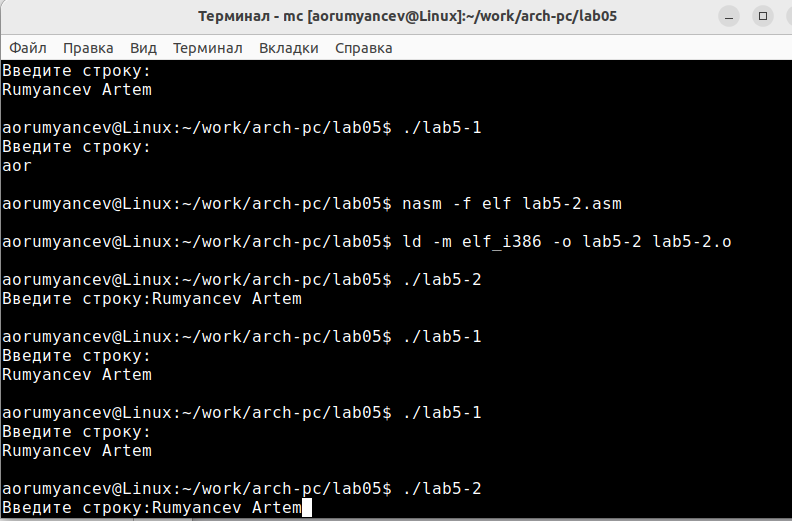 Терминал - mc [aorumyancev@Linux]:~/work/arch-pc/lab05
Файл Правка Вид Терминал Вкладки Справка
Введите строку:
Rumyancev Artem
aorumyancev@Linux:~/work/arch-pc/lab05$ ./lab5-1
Введите строку:
aor
aorumyancev@Linux:~/work/arch-pc/lab05$ nasm -f elf lab5-2.asm
aorumyancev@Linux:~/work/arch-pc/lab05$ ld -m elf_i386 -o lab5-2 lab5-2.o
aorumyancev@Linux:~/work/arch-pc/lab05$ ./lab5-2
Введите строку:Rumyancev Artem
aorumyancev@Linux:~/work/arch-pc/lab05$ ./lab5-1
Введите строку:
Rumyancev Artem
aorumyancev@Linux:~/work/arch-pc/lab05$ ./lab5-1
Введите строку:
Rumyancev Artem
aorumyancev@Linux:~/work/arch-pc/lab05$ ./lab5-2
Введите строку:Rumyancev Artem